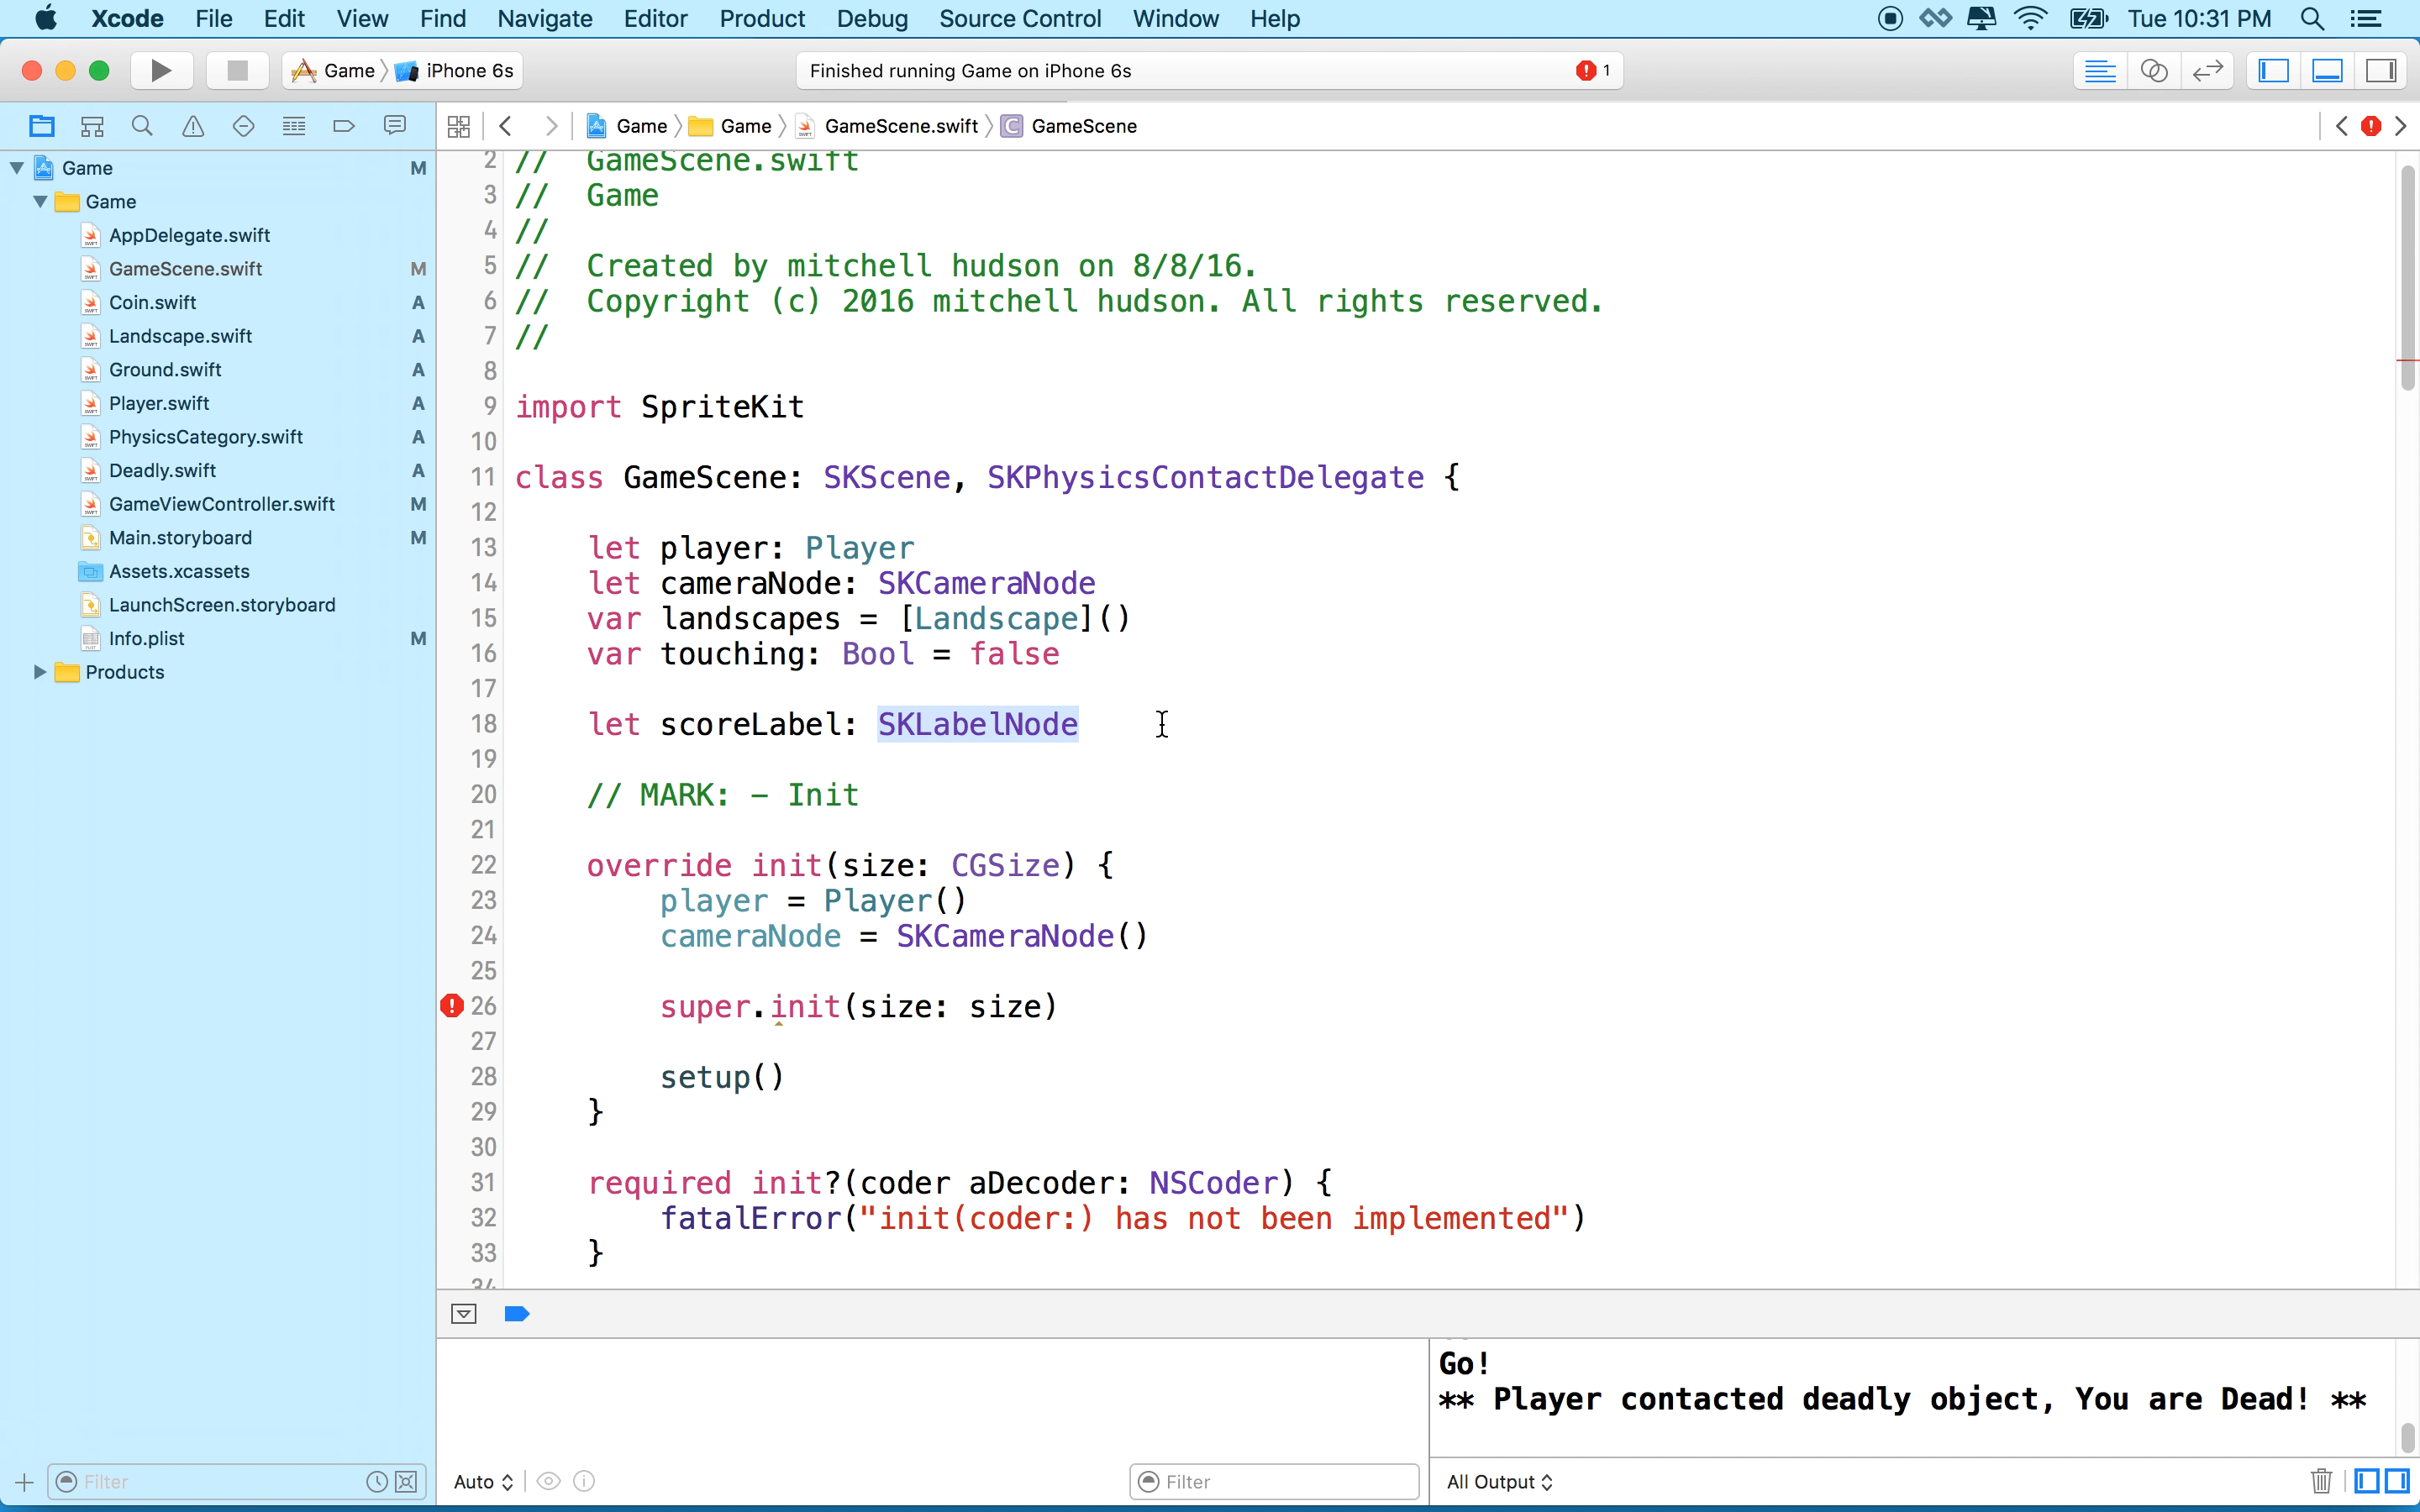 Xcode File Edit View Find Navigate Editor Product Debug Source Control Window Help Tue 10:31 PM
Game iPhone 6s Finished running Game on iPhone 6s 1
Game Game GameScene.swift C GameScene
Game M
Game
AppDelegate.swift
GameScene.swift M
Coin.swift A
Landscape.swift A
Ground.swift A
Player.swift A
PhysicsCategory.swift A
Deadly.swift A
GameViewController.swift M
Main.storyboard M
Assets.xcassets
LaunchScreen.storyboard
Info.plist M
Products
Filter
2 // GameScene.swift
3 // Game
4 //
5 // Created by mitchell hudson on 8/8/16.
6 // Copyright (c) 2016 mitchell hudson. All rights reserved.
7 //
8
9 import SpriteKit
10
11 class GameScene: SKScene, SKPhysicsContactDelegate {
12
13 let player: Player
14 let cameraNode: SKCameraNode
15 var landscapes = [Landscape]()
16 var touching: Bool = false
17
18 let scoreLabel: SKLabelNode
19
20 // MARK: - Init
21
22 override init(size: CGSize) {
23 player = Player()
24 cameraNode = SKCameraNode()
25
26 super.init(size: size)
27
28 setup()
29 }
30
31 required init?(coder aDecoder: NSCoder) {
32 fatalError("init(coder:) has not been implemented")
33 }
34
Auto Filter
Go!
** Player contacted deadly object, You are Dead! **
All Output